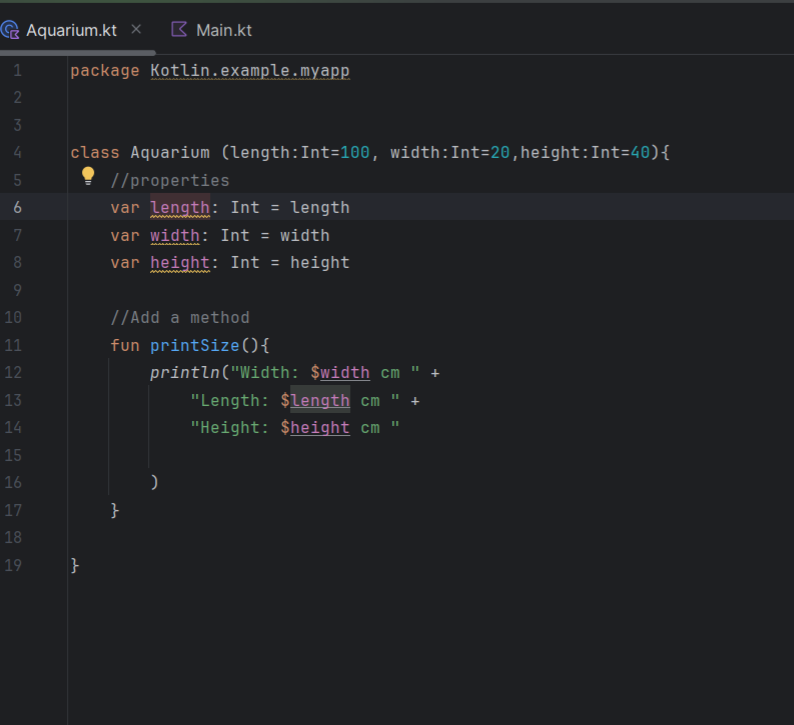 Aquarium.kt × Main.kt
1 package Kotlin.example.myapp
2
3
4 class Aquarium (length:Int=100, width:Int=20,height:Int=40){
5 //properties
6 var length: Int = length
7 var width: Int = width
8 var height: Int = height
9
10 //Add a method
11 fun printSize(){
12 println("Width: $width cm " +
13 "Length: $length cm " +
14 "Height: $height cm "
15
16 )
17 }
18
19 }